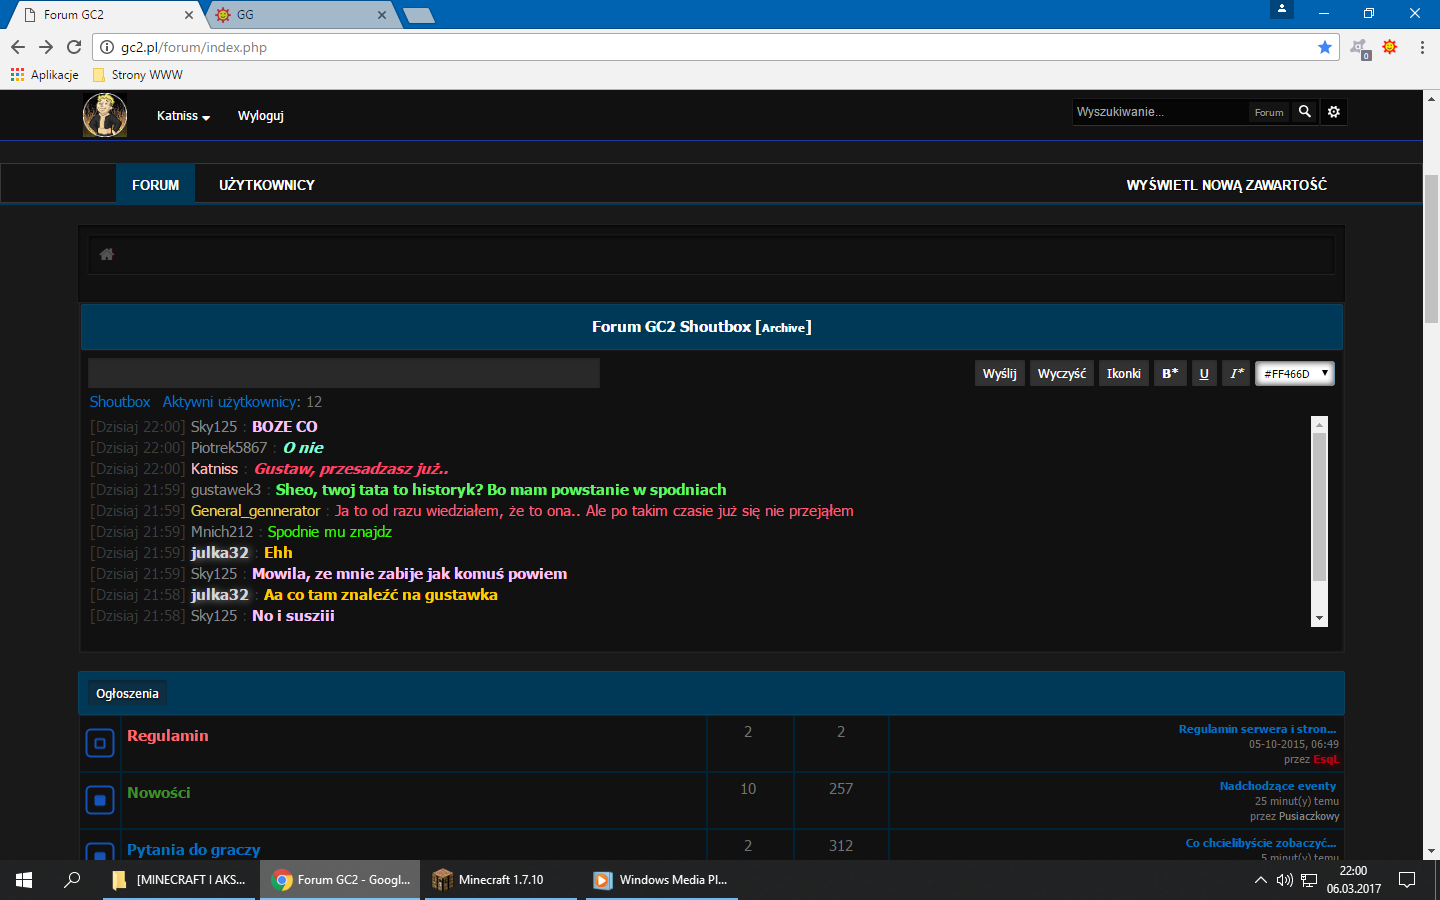 Forum GC2
GG
gc2.pl/forum/index.php
0
Aplikacje
Strony WWW
Katniss
Wyloguj
Wyszukiwanie...
Forum
FORUM
UŻYTKOWNICY
WYŚWIETL NOWĄ ZAWARTOŚĆ
Forum GC2 Shoutbox [Archive]
Wyślij
Wyczyść
Ikonki
B*
U
I*
#FF466D
Shoutbox Aktywni użytkownicy: 12
[Dzisiaj 22:00] Sky125 : BOZE CO
[Dzisiaj 22:00] Piotrek5867 : O nie
[Dzisiaj 22:00] Katniss : Gustaw, przesadzasz już..
[Dzisiaj 21:59] gustawek3 : Sheo, twoj tata to historyk? Bo mam powstanie w spodniach
[Dzisiaj 21:59] General_gennerator : Ja to od razu wiedziałem, że to ona.. Ale po takim czasie już się nie przejąłem
[Dzisiaj 21:59] Mnich212 : Spodnie mu znajdz
[Dzisiaj 21:59] julka32 : Ehh
[Dzisiaj 21:59] Sky125 : Mowila, ze mnie zabije jak komuś powiem
[Dzisiaj 21:58] julka32 : Aa co tam znaleźć na gustawka
[Dzisiaj 21:58] Sky125 : No i susziii
Ogłoszenia
Regulamin
2
2
Regulamin serwera i stron...
05-10-2015, 06:49
przez EsqL
Nowości
10
257
Nadchodzące eventy
25 minut(y) temu
przez Pusiaczkowy
Pytania do graczy
2
312
Co chcielibyście zobaczyć...
5 minut(y) temu
[MINECRAFT | AKS...
Forum GC2 - Googl...
Minecraft 1.7.10
Windows Media Pl...
22:00
06.03.2017